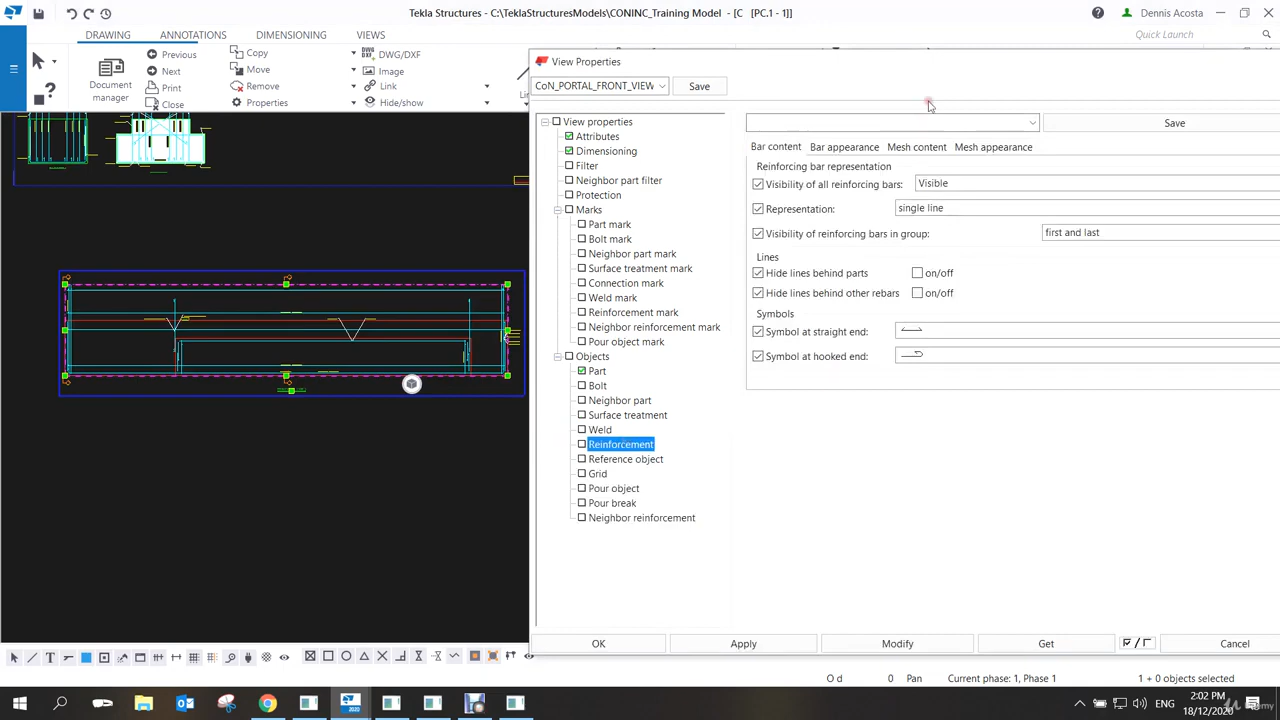 Tekla Structures - C:\TeklaStructuresModels\CONINC_Training Model - [C [PC.1 - 1]]
Dennis Acosta
DRAWING ANNOTATIONS DIMENSIONING VIEWS
Quick Launch
Previous
Next
Print
Close
Document manager
Copy
Move
Remove
Properties
DWG/DXF
Image
Link
Hide/show
View Properties
CoN_PORTAL_FRONT_VIEW
Save
View properties
Attributes
Dimensioning
Filter
Neighbor part filter
Protection
Marks
Part mark
Bolt mark
Neighbor part mark
Surface treatment mark
Connection mark
Weld mark
Reinforcement mark
Neighbor reinforcement mark
Pour object mark
Objects
Part
Bolt
Neighbor part
Surface treatment
Weld
Reinforcement
Reference object
Grid
Pour object
Pour break
Neighbor reinforcement
Save
Bar content Bar appearance Mesh content Mesh appearance
Reinforcing bar representation
Visibility of all reinforcing bars: Visible
Representation: single line
Visibility of reinforcing bars in group: first and last
Lines
Hide lines behind parts on/off
Hide lines behind other rebars on/off
Symbols
Symbol at straight end:
Symbol at hooked end:
OK Apply Modify Get Cancel
O d 0 Pan Current phase: 1, Phase 1 1 + 0 objects selected
2020
ENG
2:02 PM
18/12/2020